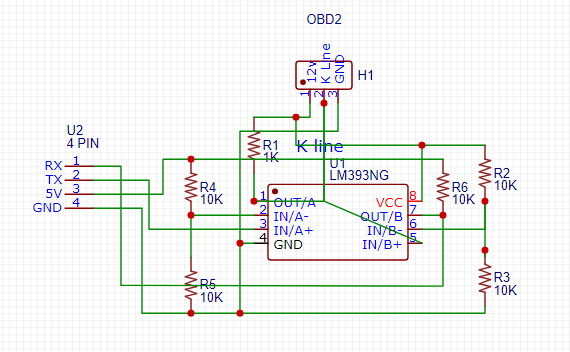 OBD2
12v
K Line
GND
H1
1
2
3
U2
4 PIN
RX 1
TX 2
5V 3
GND 4
R1
1K
K line
U1
LM393NG
R4
10K
R6
10K
R2
10K
1 OUT/A
2 IN/A-
3 IN/A+
4 GND
VCC 8
OUT/B 7
IN/B- 6
IN/B+ 5
R5
10K
R3
10K